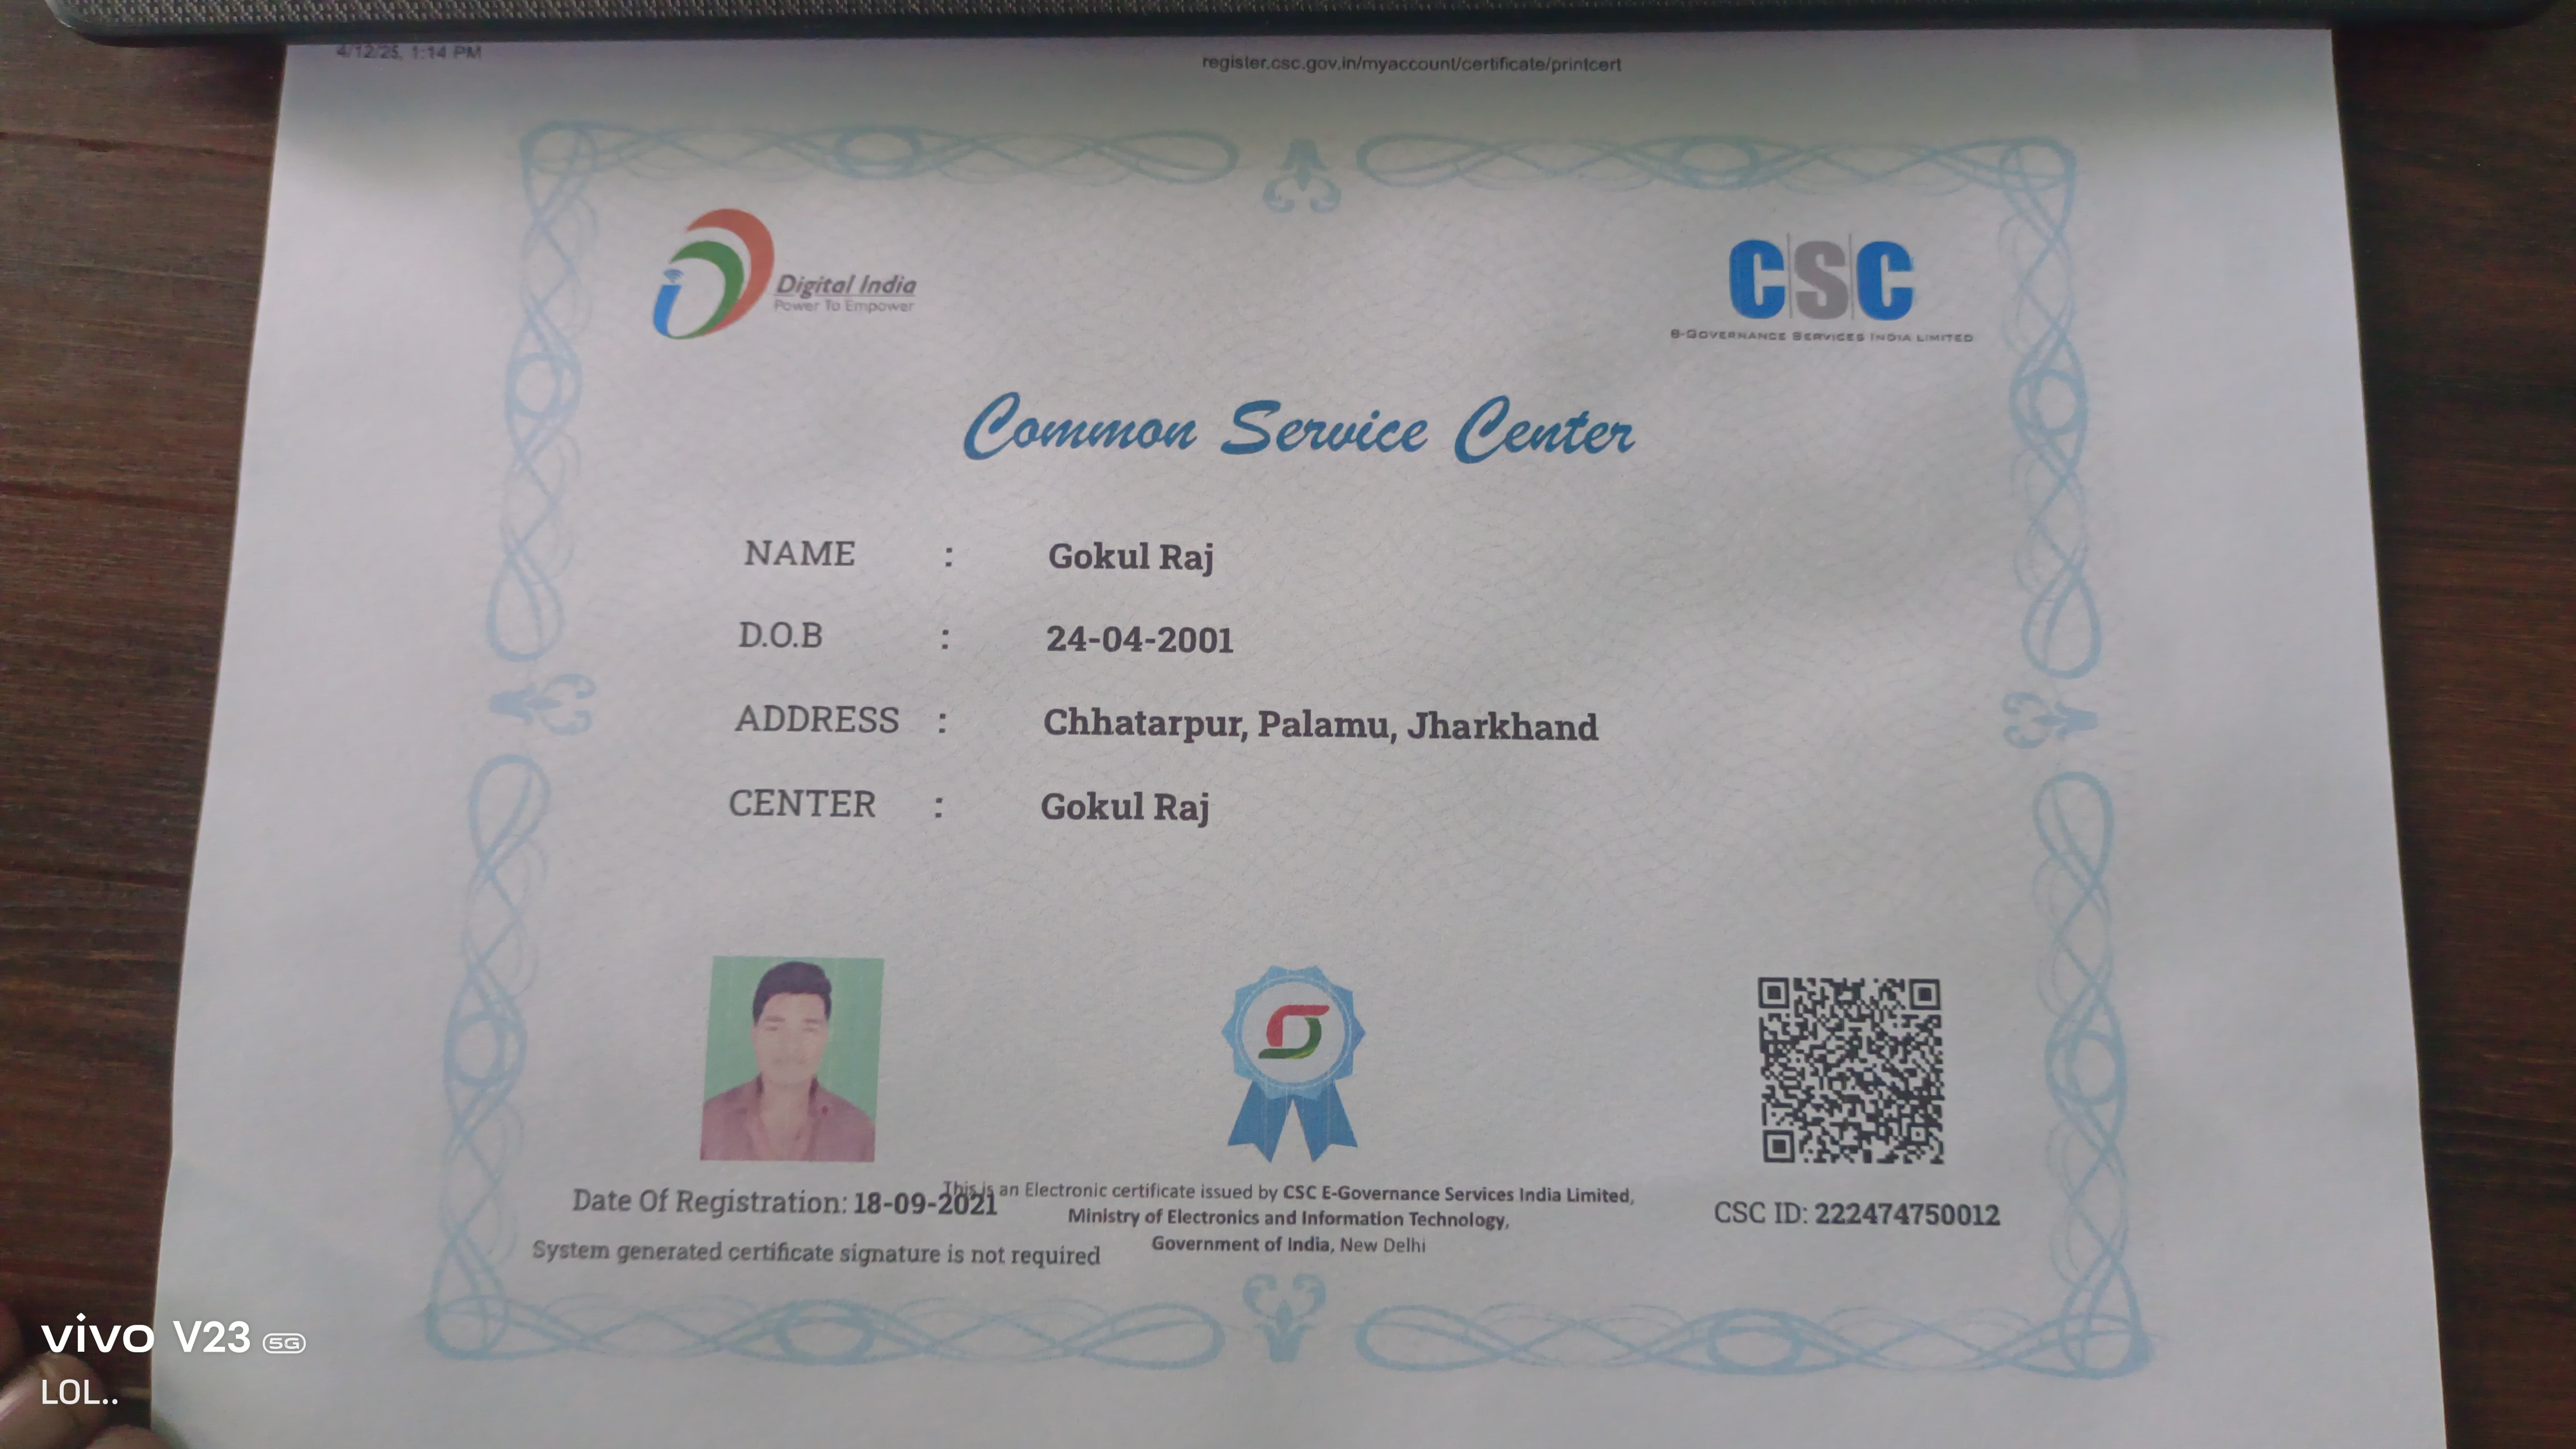 4/12/25, 1:14 PM
register.csc.gov.in/myaccount/certificate/printcert
Digital India
Power To Empower
CSC
e-Governance Services India Limited
Common Service Center
NAME : Gokul Raj
D.O.B : 24-04-2001
ADDRESS : Chhatarpur, Palamu, Jharkhand
CENTER : Gokul Raj
Date Of Registration: 18-09-2021
System generated certificate signature is not required
This is an Electronic certificate issued by CSC E-Governance Services India Limited,
Ministry of Electronics and Information Technology,
Government of India, New Delhi
CSC ID: 222474750012
vivo V23 5G
LOL..